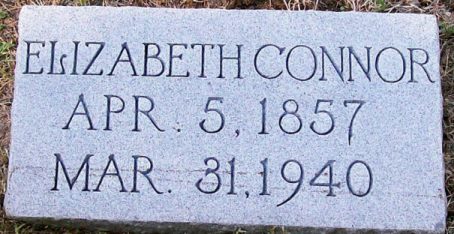 ELIZABETH CONNOR
APR. 5, 1857
MAR. 31, 1940